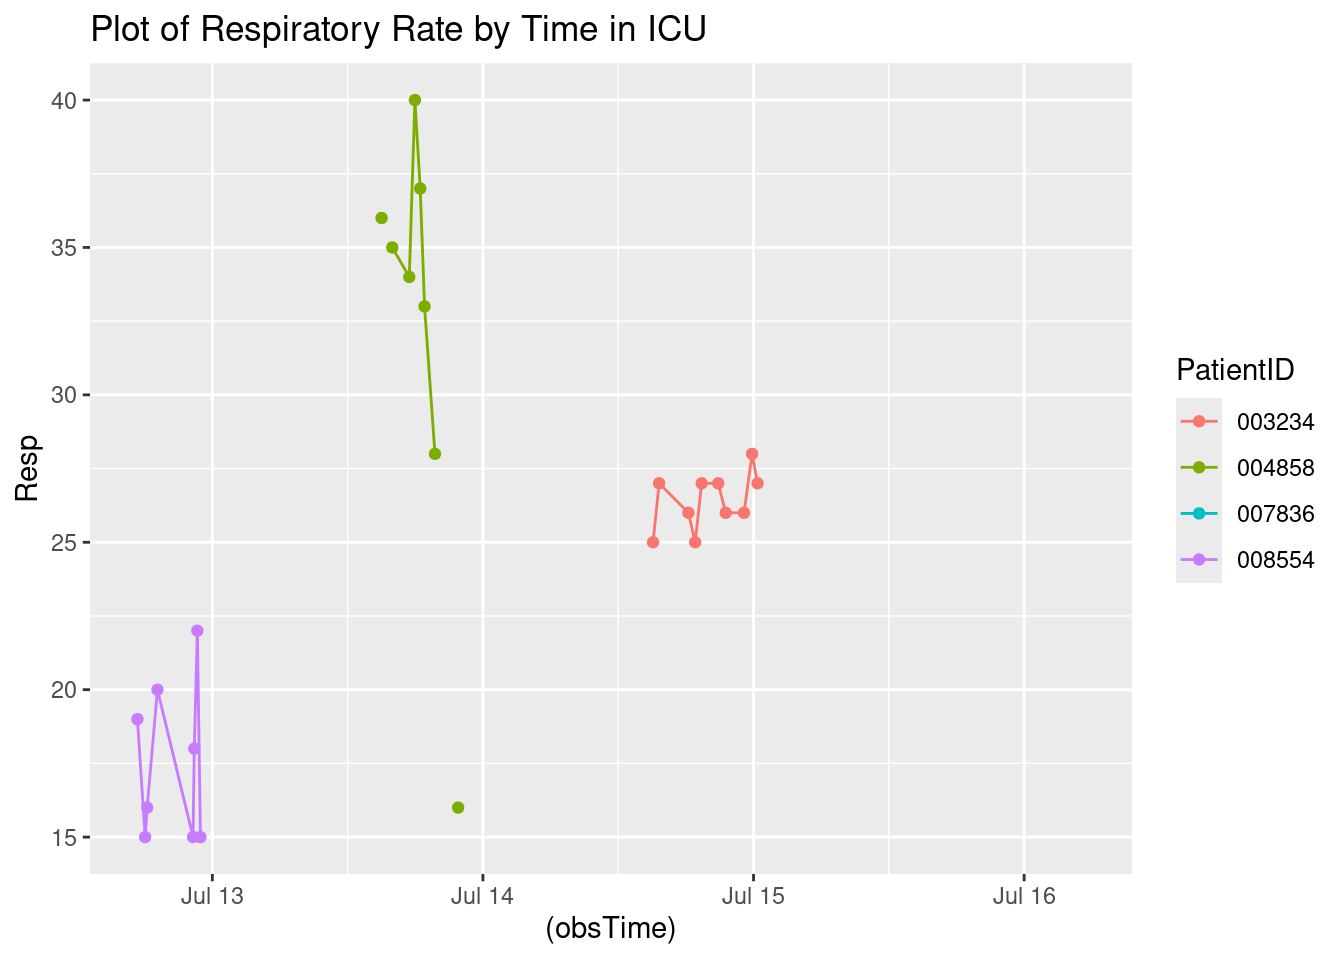 Plot of Respiratory Rate by Time in ICU
40
35
30
25
20
15
Resp
Jul 13
Jul 14
Jul 15
Jul 16
(obsTime)
PatientID
003234
004858
007836
008554